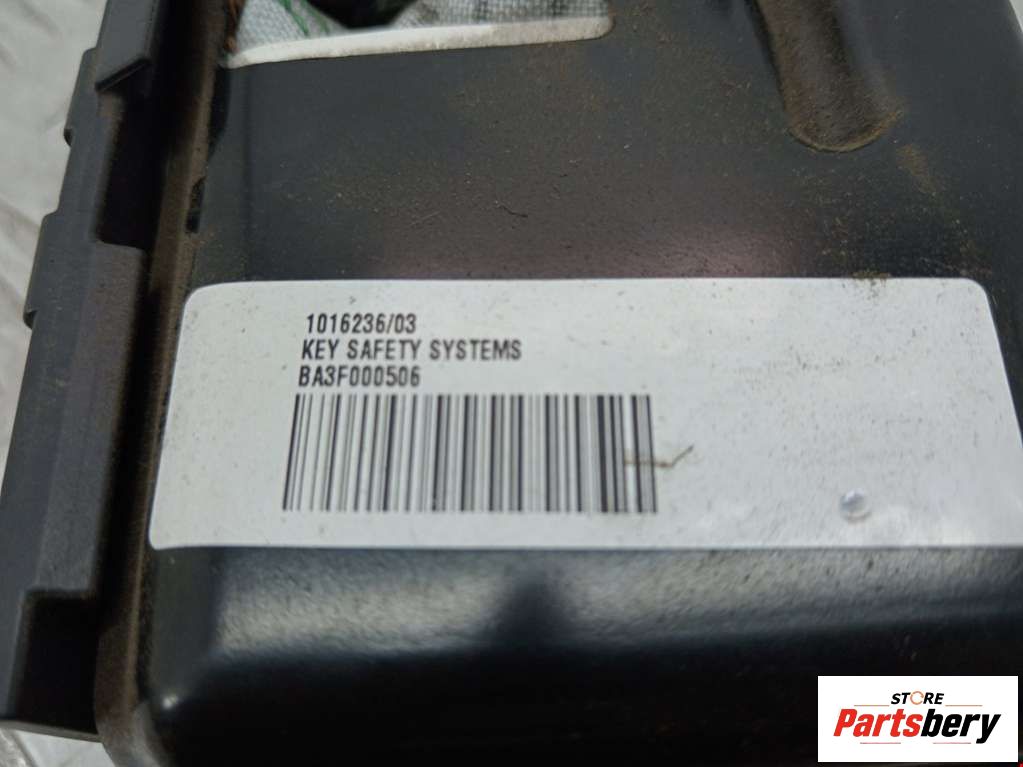 1016236/03
KEY SAFETY SYSTEMS
BA3F000506
STORE
Partsbery